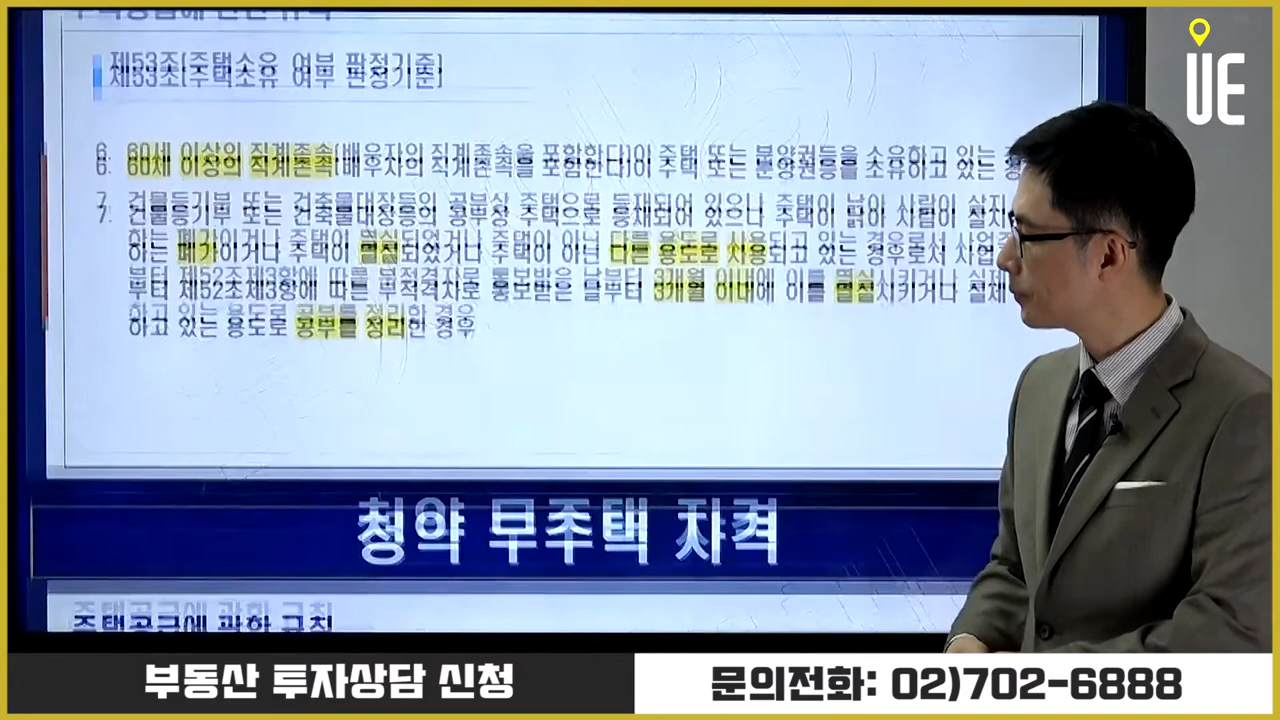 제53조(주택소유 여부 판정기준)
6. 60세 이상의 직계존속(배우자의 직계존속을 포함한다)이 주택 또는 분양권등을 소유하고 있는
7. 건물등기부 또는 건축물대장등의 공부상 주택으로 등재되어 있으나 주택이 낡아 사람이 살지
하는 폐가이거나 주택이 멸실되었거나 주택이 아닌 다른 용도로 사용되고 있는 경우로서
부터 제52조제3항에 따른 부적격자로 통보받은 날부터 3개월 이내에 이를 멸실시키거나 실제
하고 있는 용도로 공부를 정리한 경우
청약 무주택 자격
주택공급에 관한 규칙
UE
부동산 투자상담 신청
문의전화: 02)702-6888